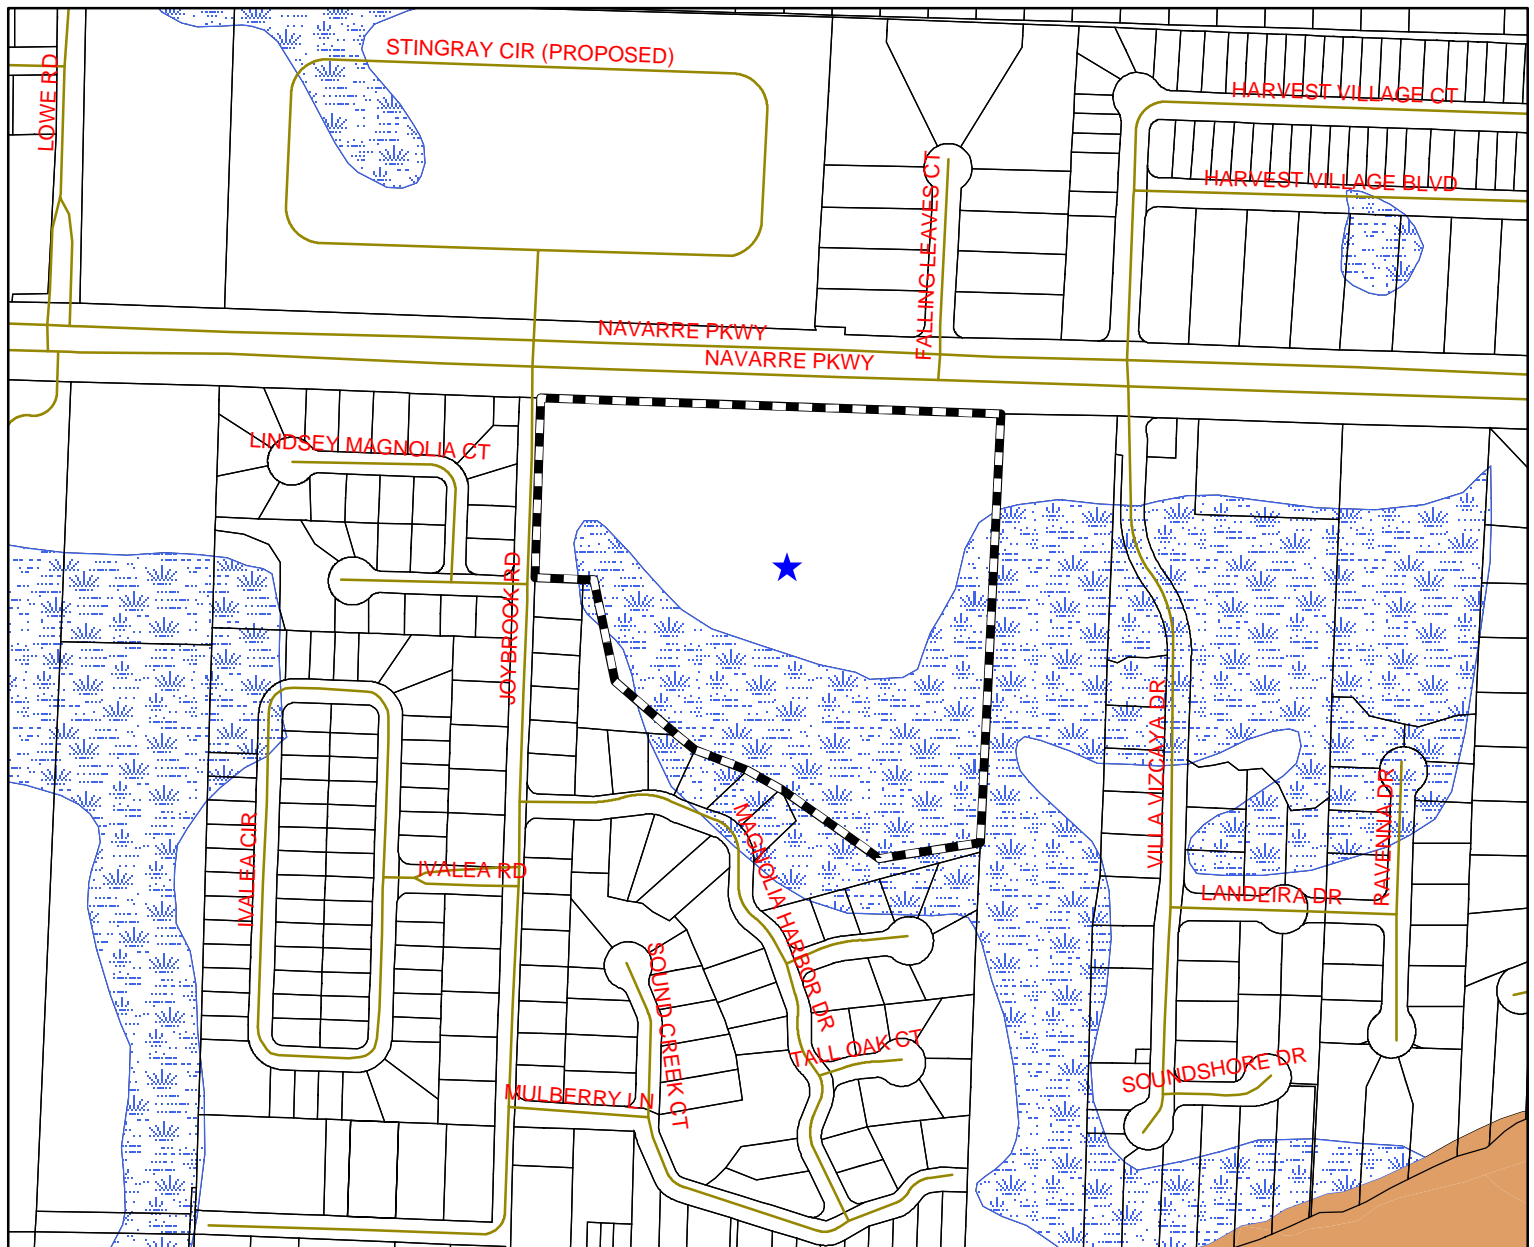 STINGRAY CIR (PROPOSED)
LOWE RD
HARVEST VILLAGE CT
HARVEST VILLAGE BLVD
FALLING LEAVES CT
NAVARRE PKWY
NAVARRE PKWY
LINDSEY MAGNOLIA CT
JOYBROOK RD
VILLA VIZCAYA DR
RAVENNA DR
MAGNOLIA HARBOR DR
IVALEA CIR
IVALEA RD
LANDEIRA DR
SOUND CREEK CT
TALL OAK CT
SOUNDSHORE DR
MULBERRY LN